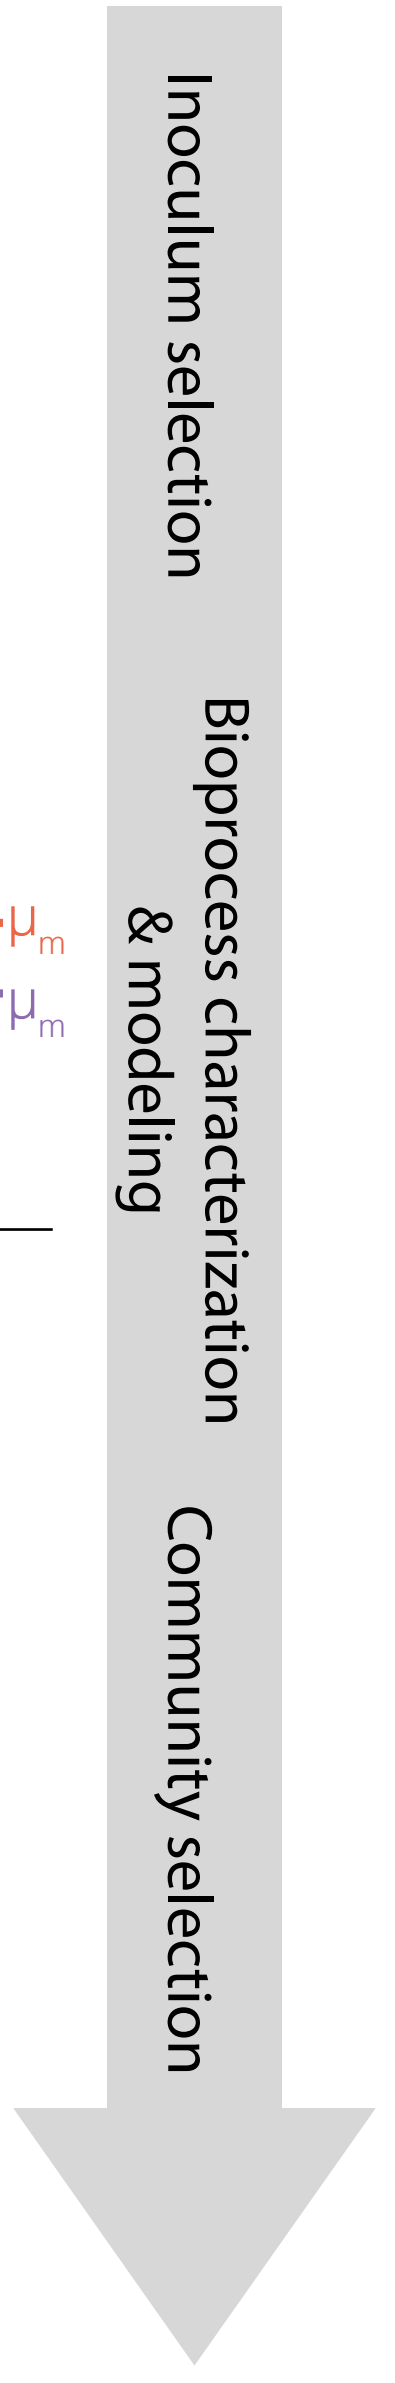 Inoculum selection
Bioprocess characterization
& modeling
·μm
·μm
Community selection